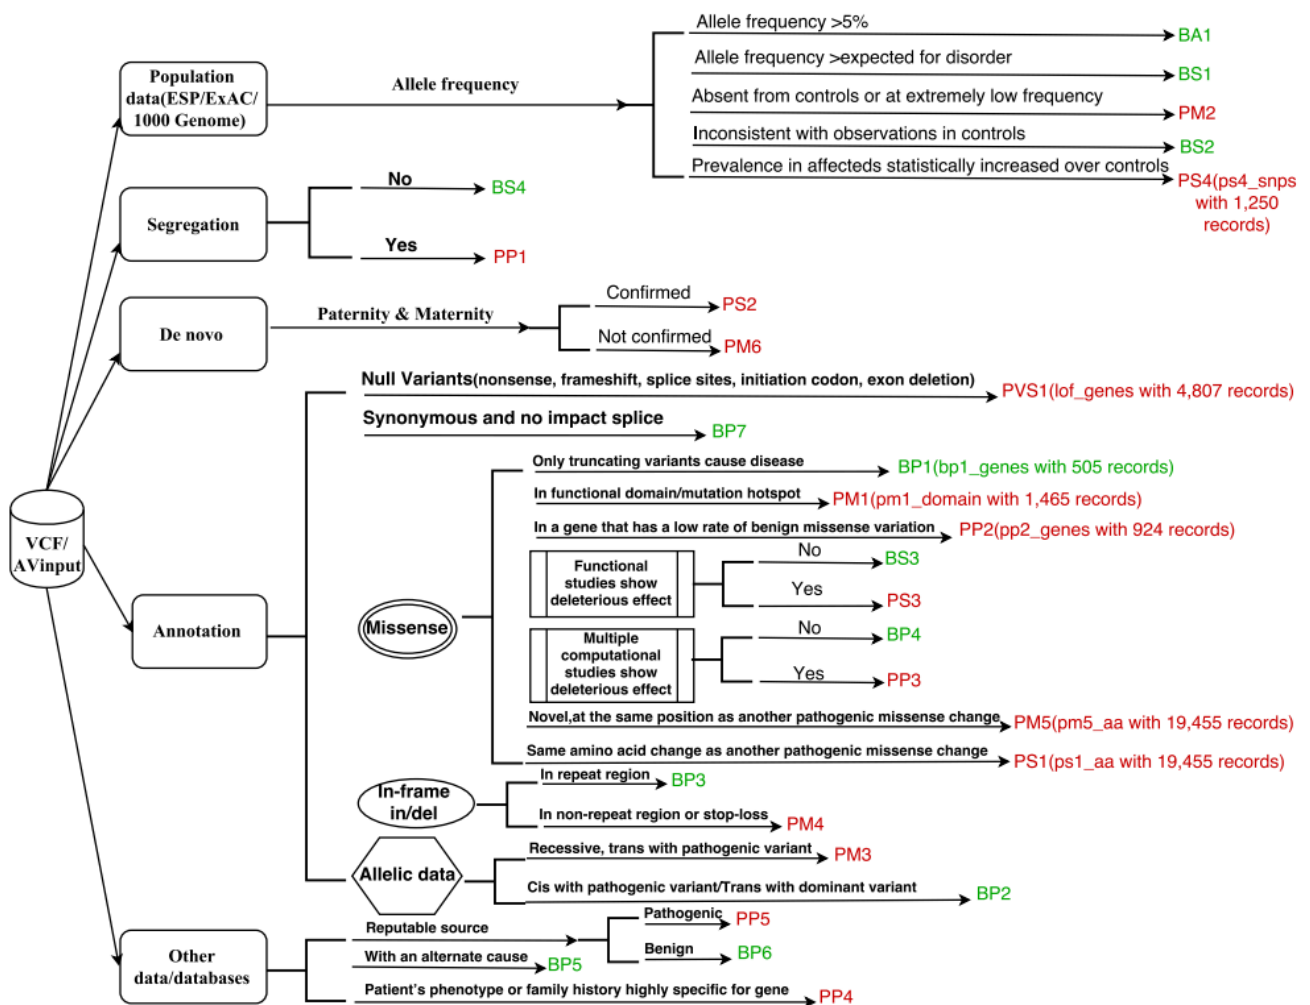 Population
data(ESP/ExAC/
1000 Genome)
Allele frequency
Allele frequency >5%
BA1
Allele frequency >expected for disorder
BS1
Absent from controls or at extremely low frequency
PM2
Inconsistent with observations in controls
BS2
Prevalence in affecteds statistically increased over controls
PS4(ps4_snps
with 1,250
records)
Segregation
No
BS4
Yes
PP1
De novo
Paternity & Maternity
Confirmed
PS2
Not confirmed
PM6
VCF/
AVinput
Annotation
Null Variants(nonsense, frameshift, splice sites, initiation codon, exon deletion)
PVS1(lof_genes with 4,807 records)
Synonymous and no impact splice
BP7
Missense
Only truncating variants cause disease
BP1(bp1_genes with 505 records)
In functional domain/mutation hotspot
PM1(pm1_domain with 1,465 records)
In a gene that has a low rate of benign missense variation
PP2(pp2_genes with 924 records)
Functional
studies show
deleterious effect
No
BS3
Yes
PS3
Multiple
computational
studies show
deleterious effect
No
BP4
Yes
PP3
Novel,at the same position as another pathogenic missense change
PM5(pm5_aa with 19,455 records)
Same amino acid change as another pathogenic missense change
PS1(ps1_aa with 19,455 records)
In-frame
in/del
In repeat region
BP3
In non-repeat region or stop-loss
PM4
Allelic data
Recessive, trans with pathogenic variant
PM3
Cis with pathogenic variant/Trans with dominant variant
BP2
Other
data/databases
Reputable source
Pathogenic
PP5
Benign
BP6
With an alternate cause
BP5
Patient's phenotype or family history highly specific for gene
PP4